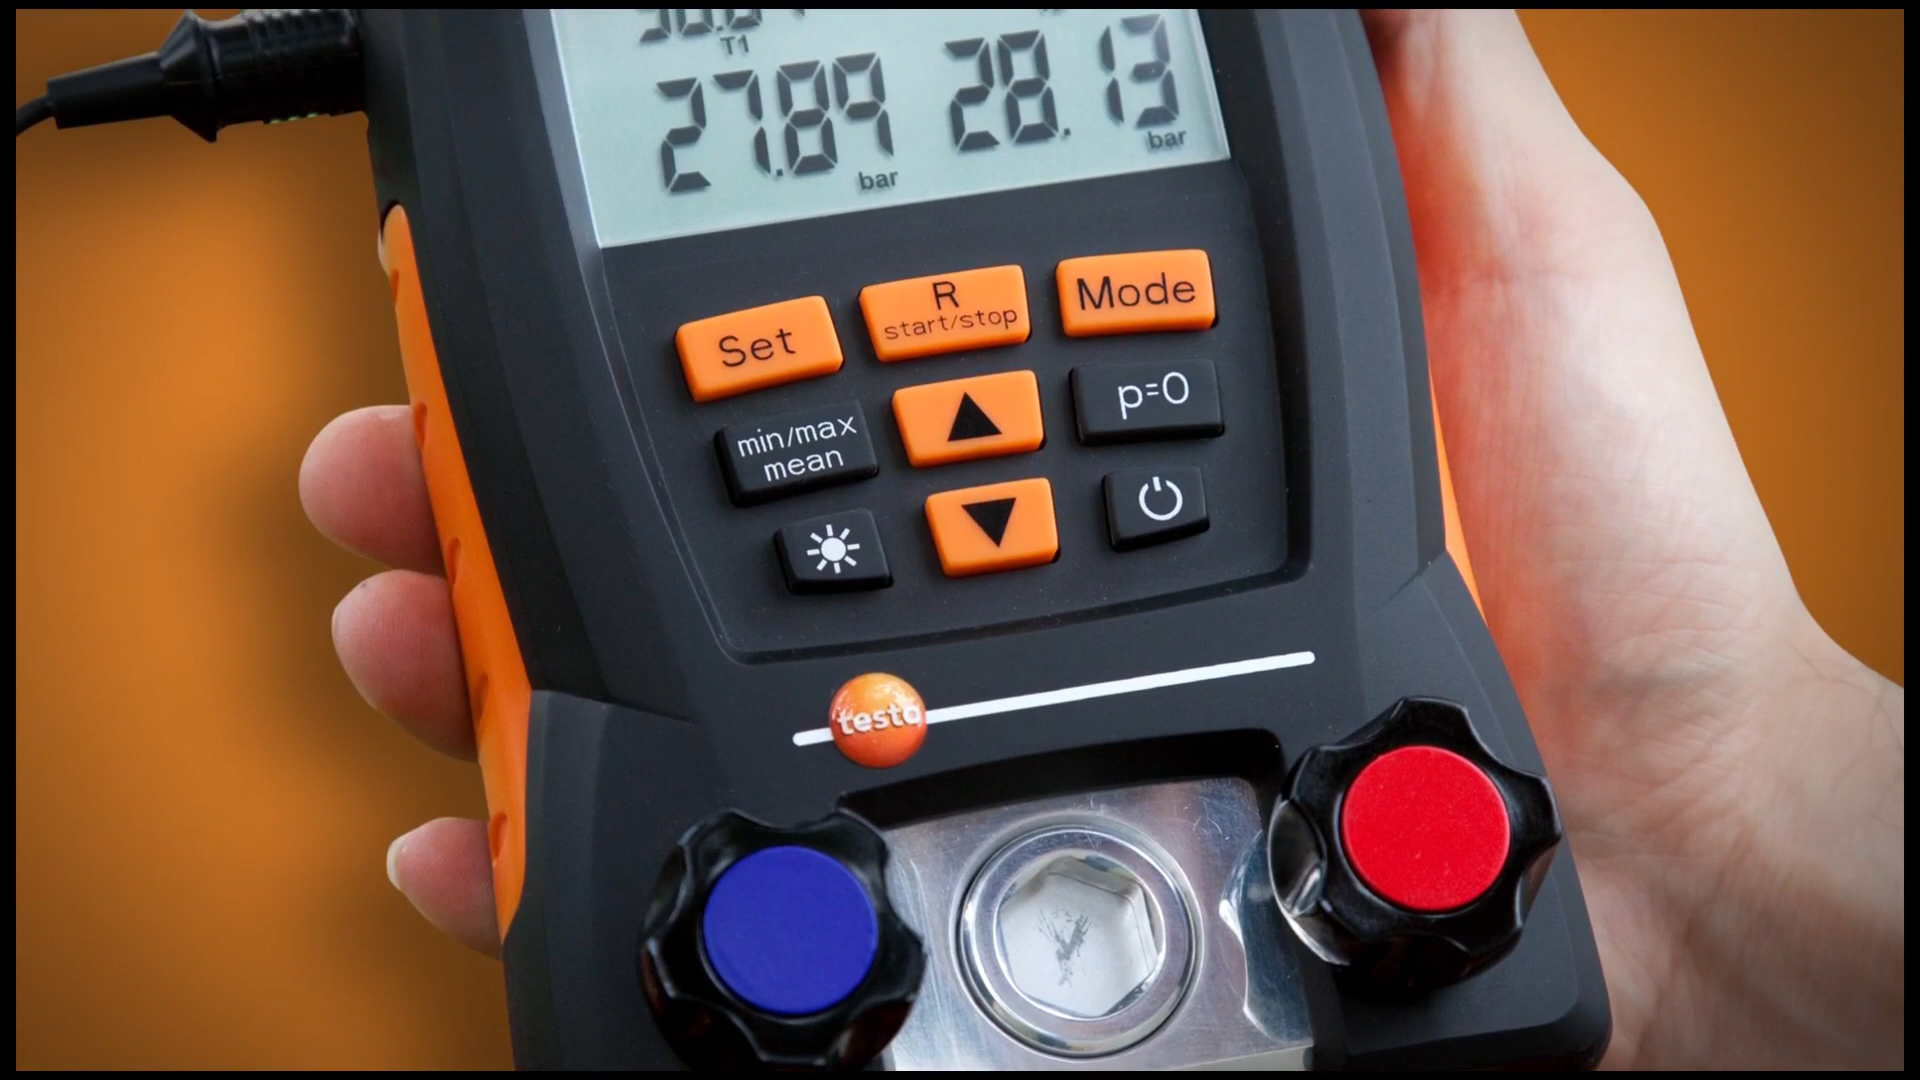 T1
27.89 28.13
bar bar
Set
R
start/stop
Mode
min/max
mean
▲
p=0
▼
testo